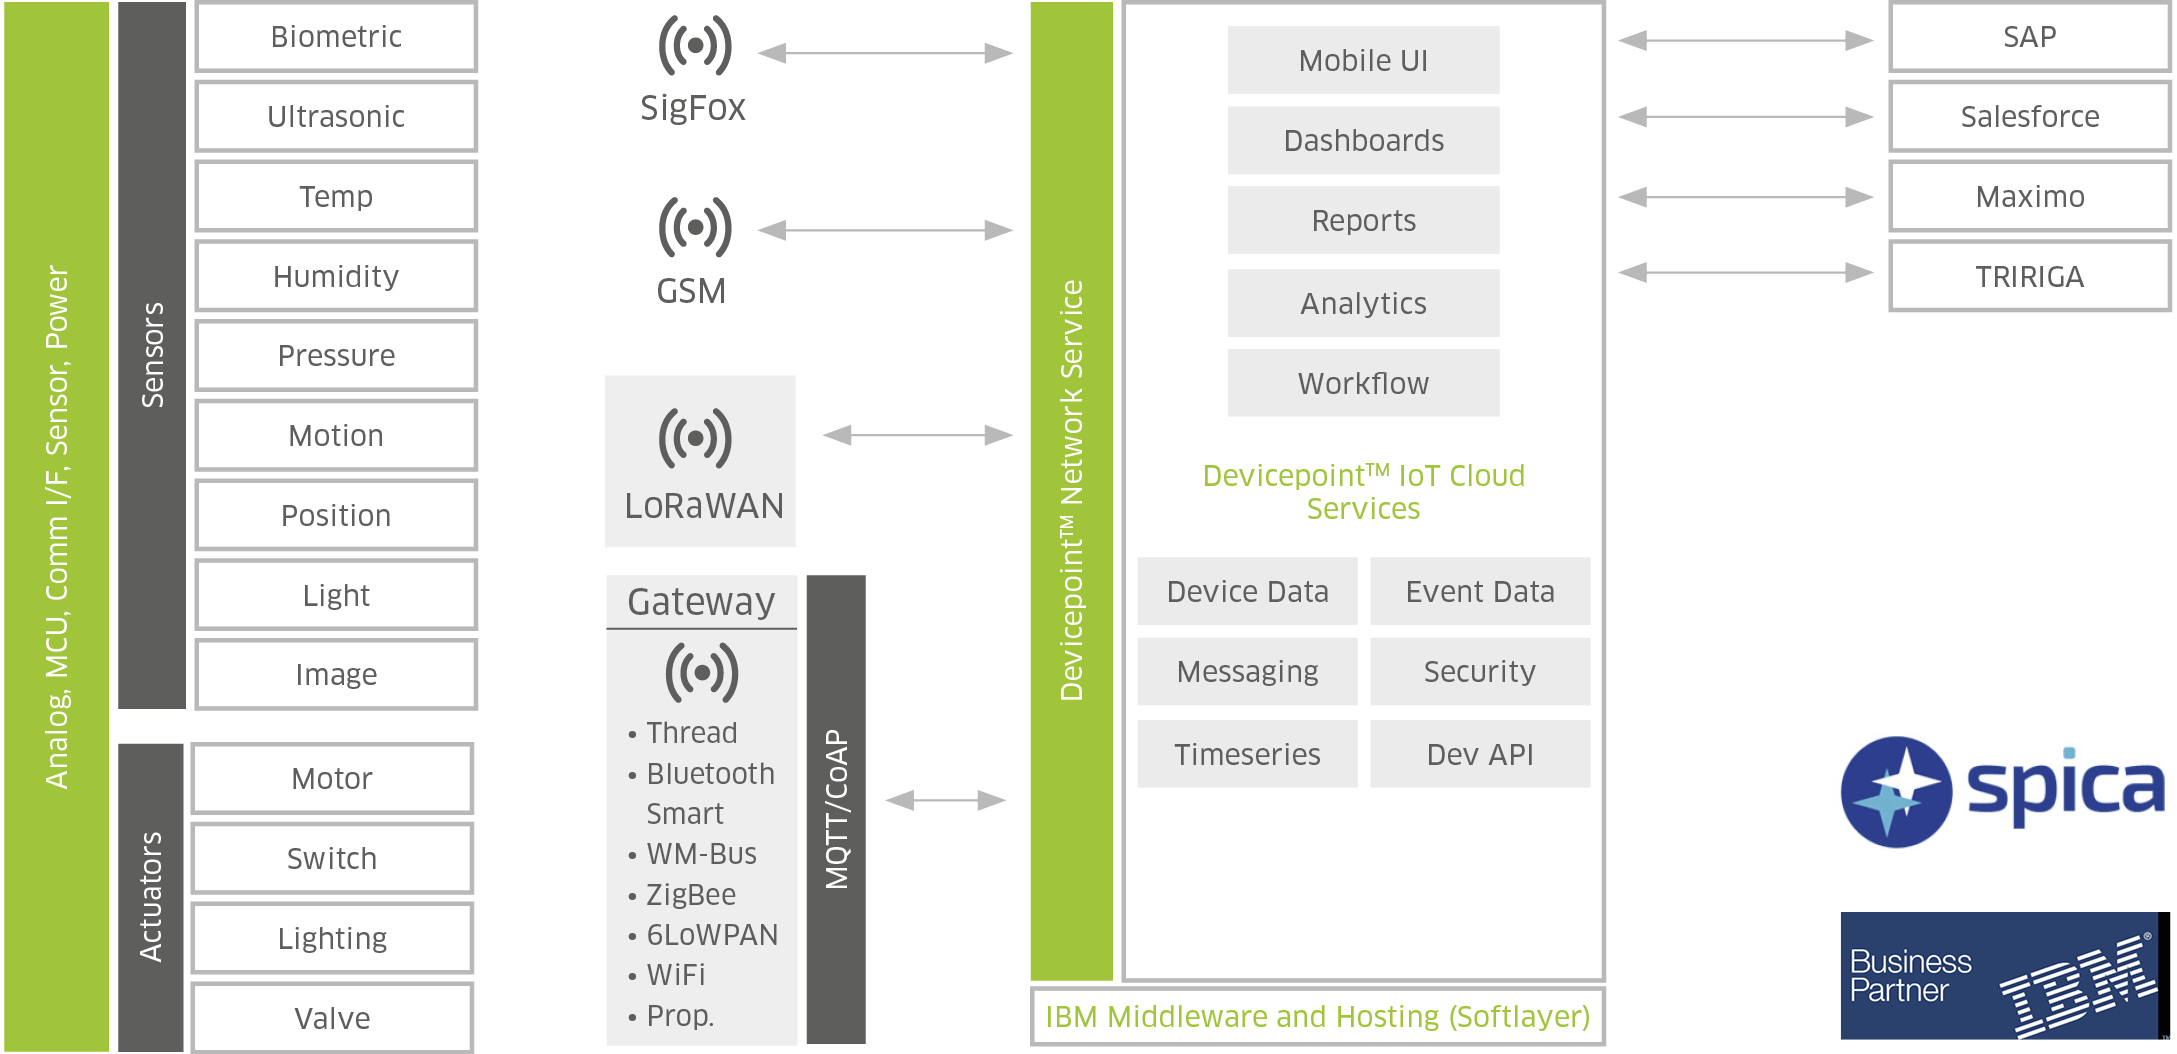 Analog, MCU, Comm I/F, Sensor, Power
Sensors
Biometric
Ultrasonic
Temp
Humidity
Pressure
Motion
Position
Light
Image
Actuators
Motor
Switch
Lighting
Valve
SigFox
GSM
LoRaWAN
Gateway
• Thread
• Bluetooth
Smart
• WM-Bus
• ZigBee
• 6LoWPAN
• WiFi
• Prop.
MQTT/CoAP
Devicepoint™ Network Service
Mobile UI
Dashboards
Reports
Analytics
Workflow
Devicepoint™ IoT Cloud
Services
Device Data
Event Data
Messaging
Security
Timeseries
Dev API
IBM Middleware and Hosting (Softlayer)
SAP
Salesforce
Maximo
TRIRIGA
spica
Business
Partner
IBM®
™